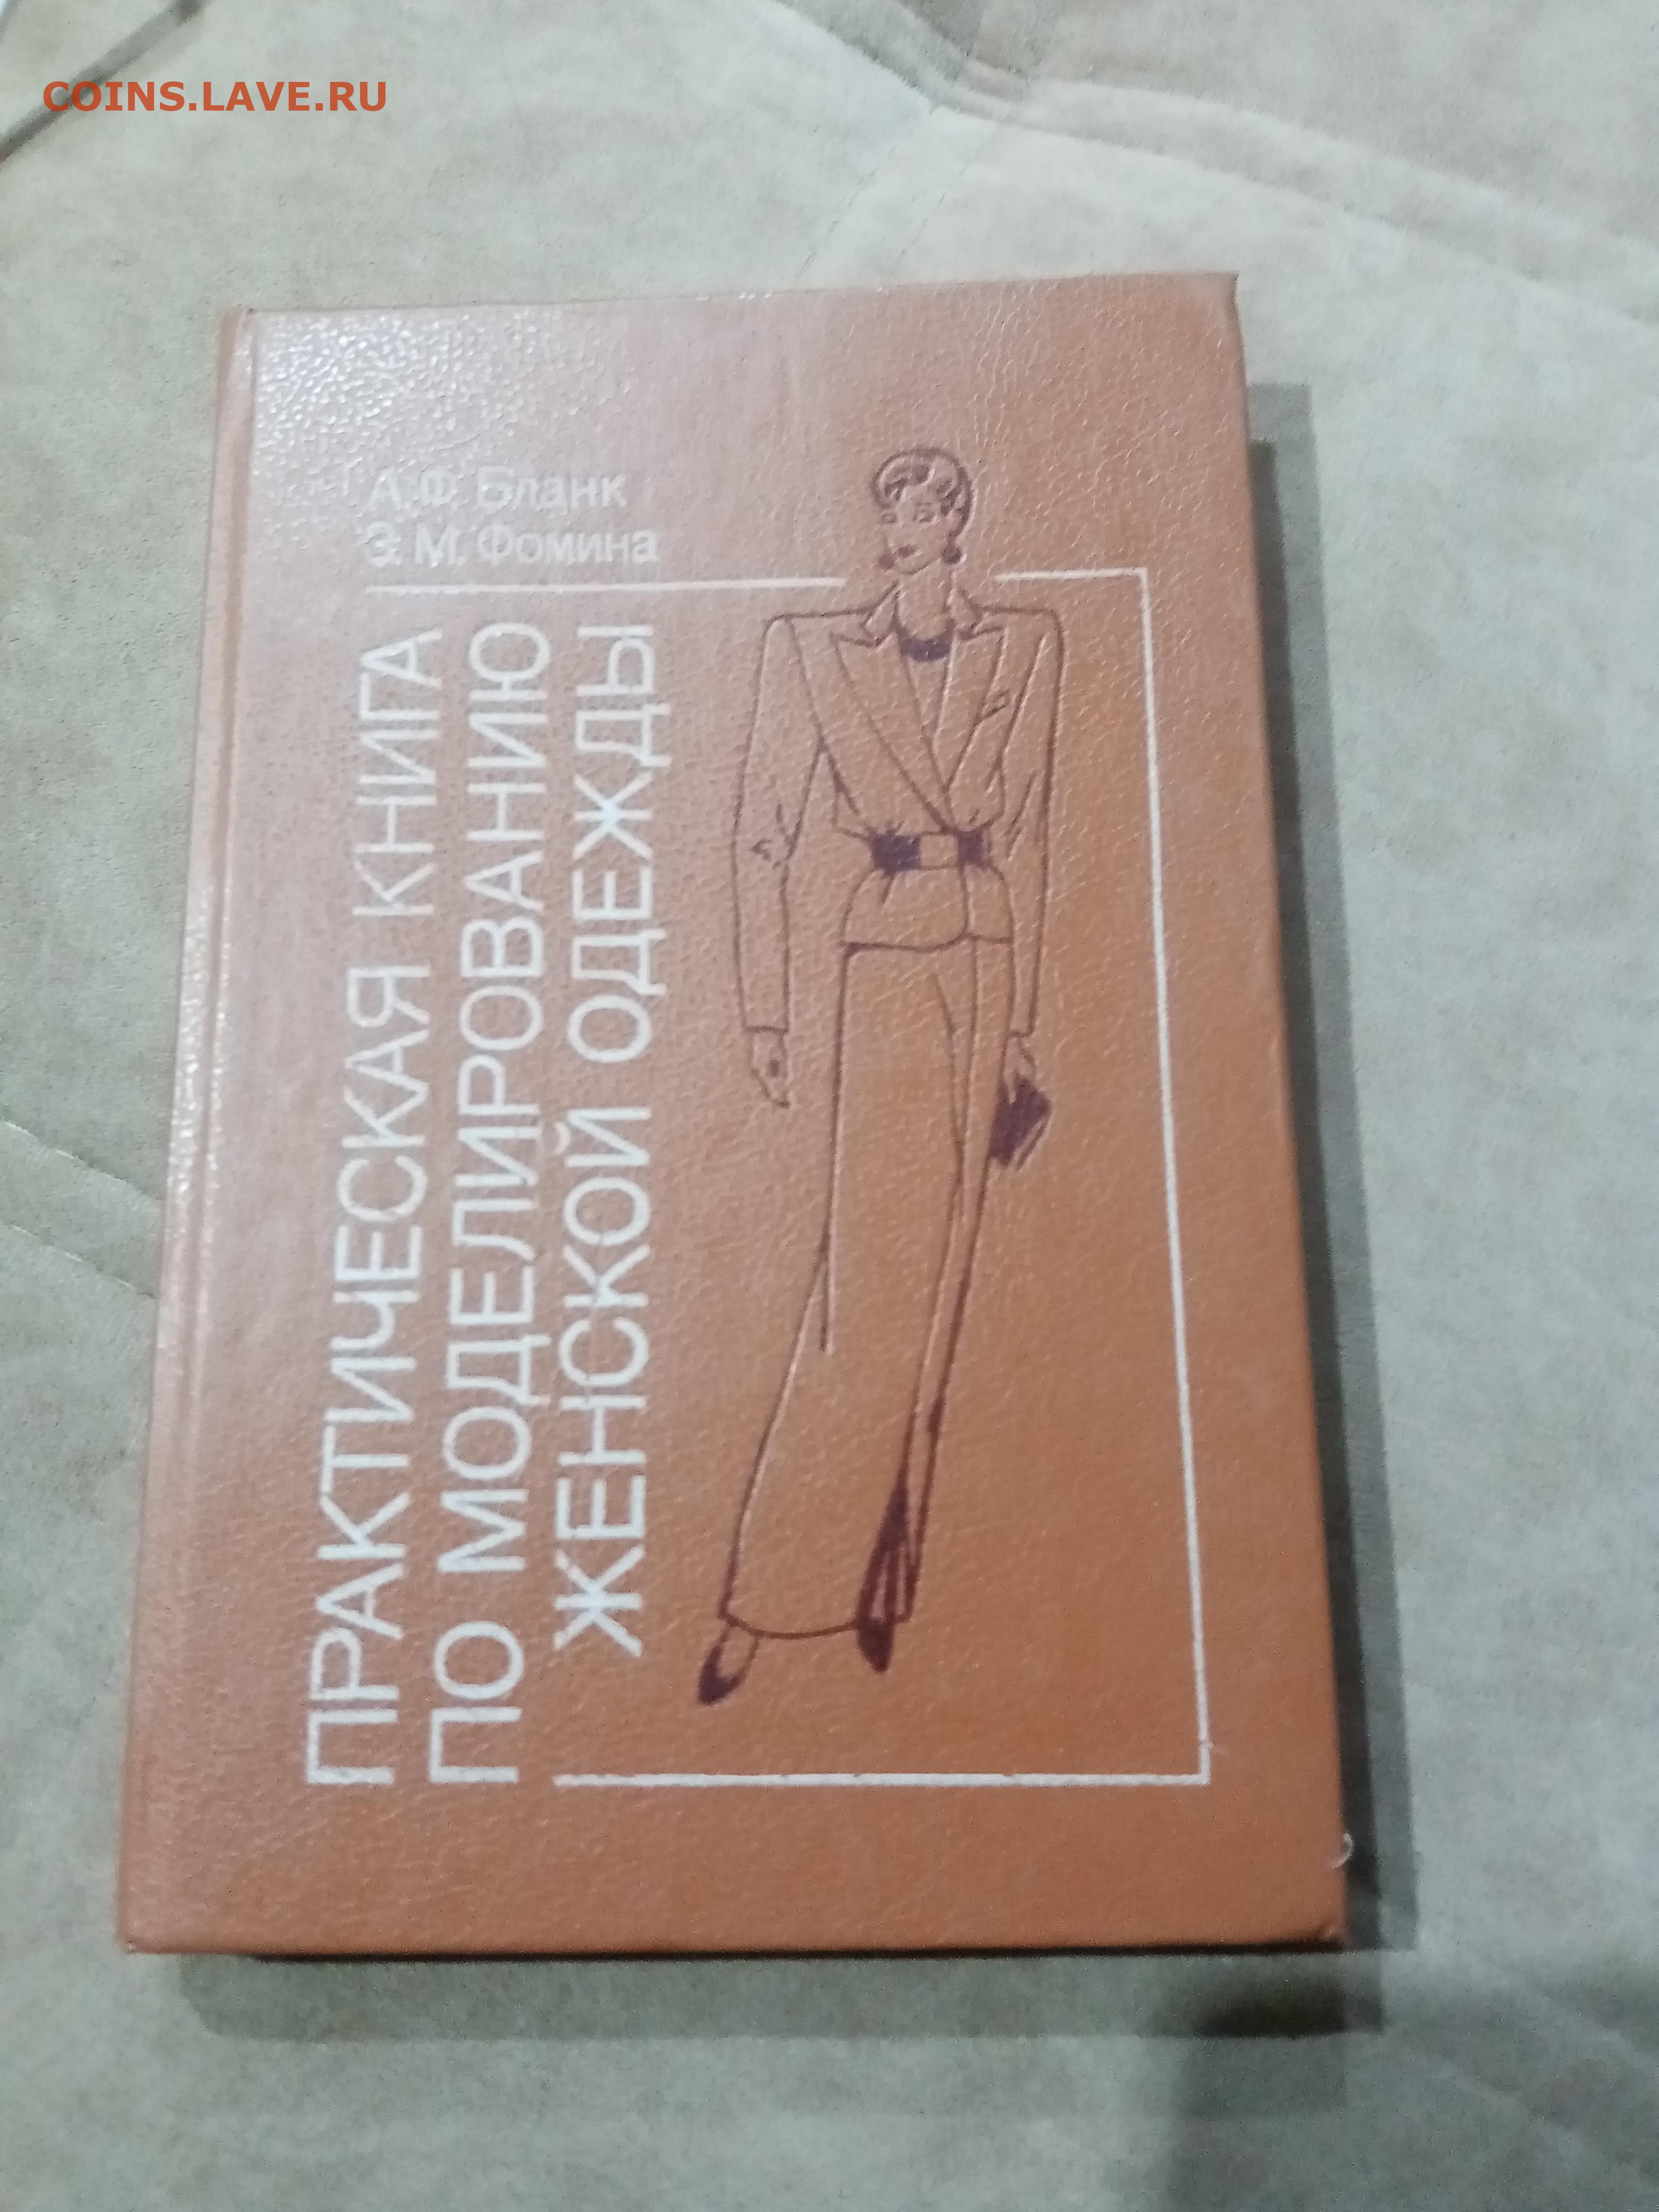 COINS.LAVE.RU
А.Ф. Бланк
З.М. Фомина
ПРАКТИЧЕСКАЯ КНИГА
ПО МОДЕЛИРОВАНИЮ
ЖЕНСКОЙ ОДЕЖДЫ